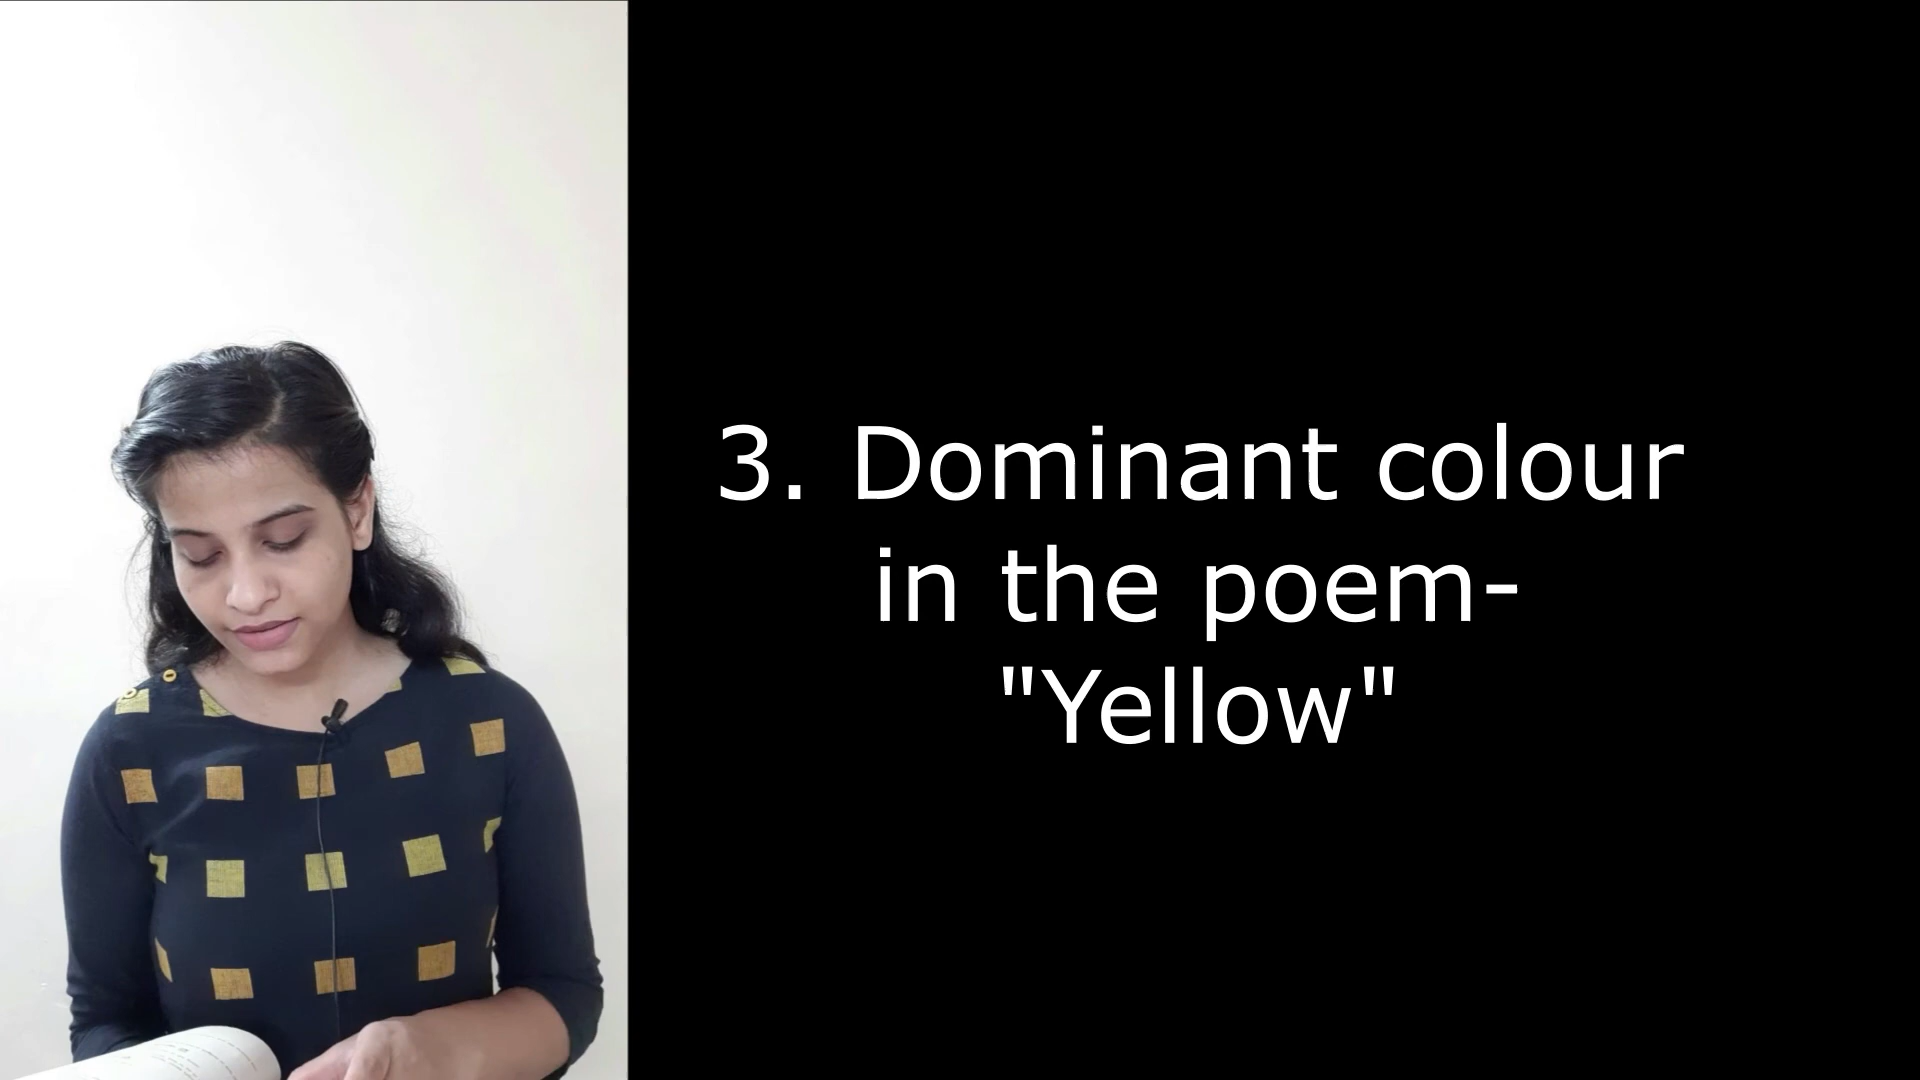 3. Dominant colour
in the poem-
"Yellow"